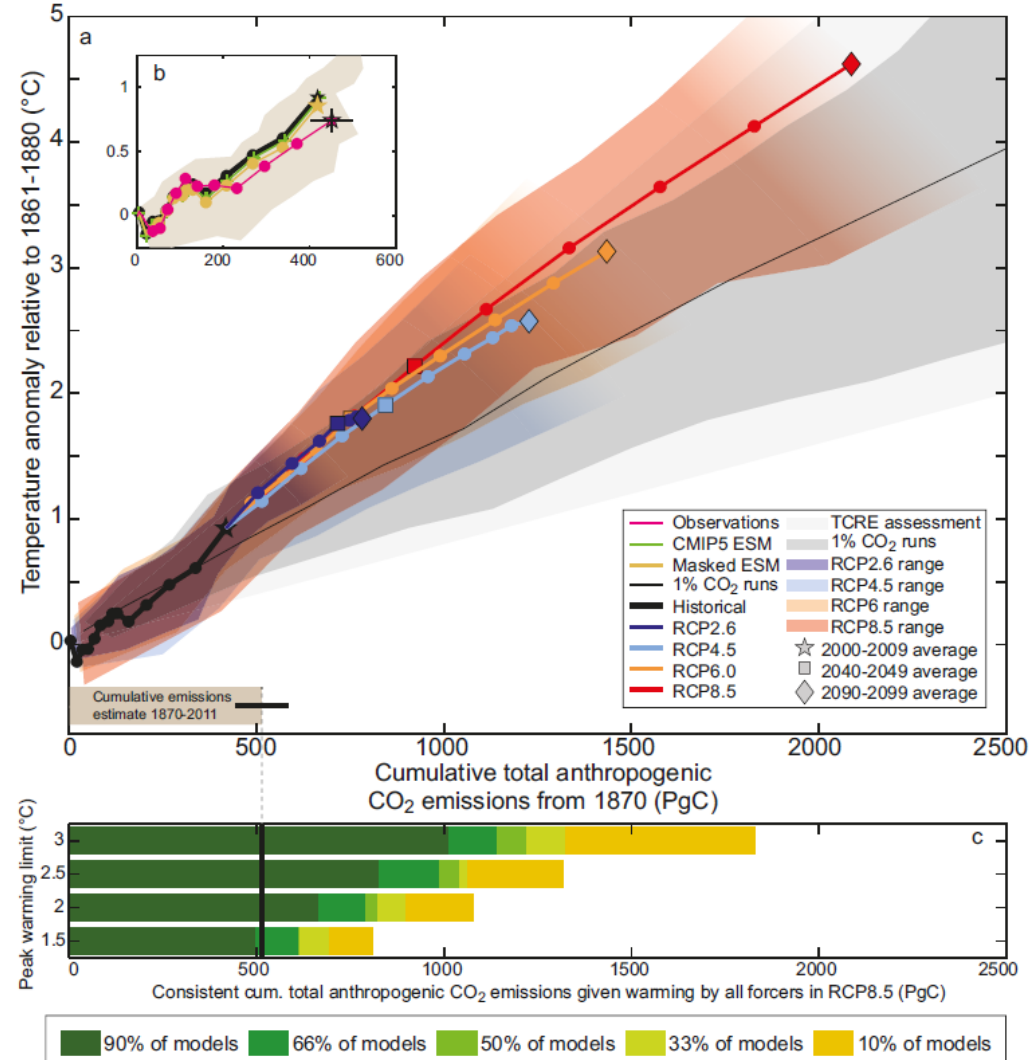 Temperature anomaly relative to 1861-1880 (°C)
5
4
3
2
1
0
a
b
1
0.5
0
0
200
400
600
Observations
CMIP5 ESM
Masked ESM
1% CO₂ runs
Historical
RCP2.6
RCP4.5
RCP6.0
RCP8.5
TCRE assessment
1% CO₂ runs
RCP2.6 range
RCP4.5 range
RCP6 range
RCP8.5 range
2000-2009 average
2040-2049 average
2090-2099 average
Cumulative emissions
estimate 1870-2011
0
500
1000
1500
2000
2500
Cumulative total anthropogenic
CO₂ emissions from 1870 (PgC)
Peak warming limit (°C)
3
2.5
2
1.5
c
0
500
1000
1500
2000
2500
Consistent cum. total anthropogenic CO₂ emissions given warming by all forcers in RCP8.5 (PgC)
90% of models
66% of models
50% of models
33% of models
10% of models